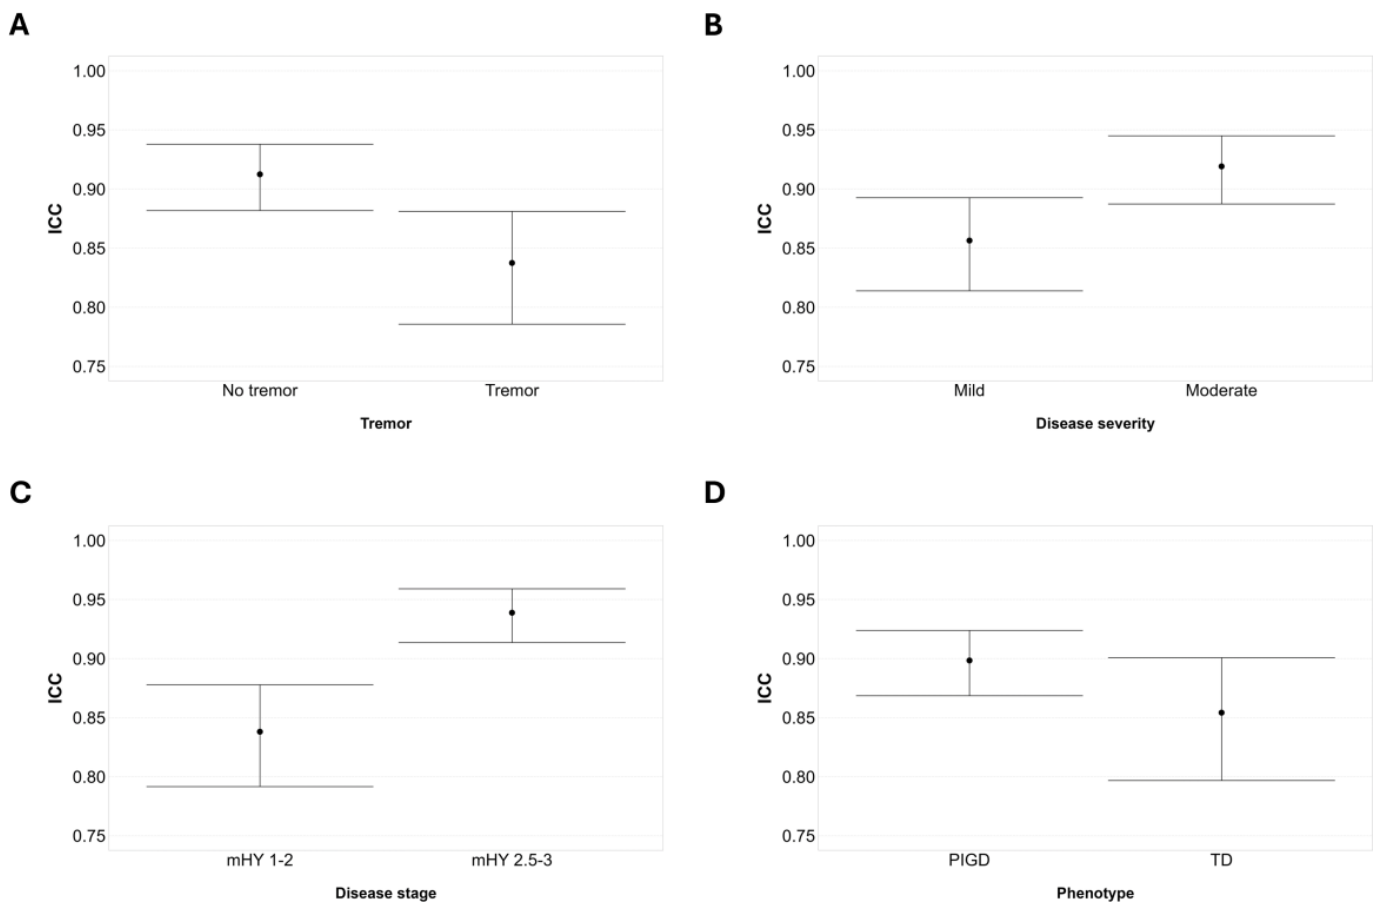 A
1.00
0.95
0.90
0.85
0.80
0.75
ICC
No tremor Tremor
Tremor
B
1.00
0.95
0.90
0.85
0.80
0.75
ICC
Mild Moderate
Disease severity
C
1.00
0.95
0.90
0.85
0.80
0.75
ICC
mHY 1-2 mHY 2.5-3
Disease stage
D
1.00
0.95
0.90
0.85
0.80
0.75
ICC
PIGD TD
Phenotype